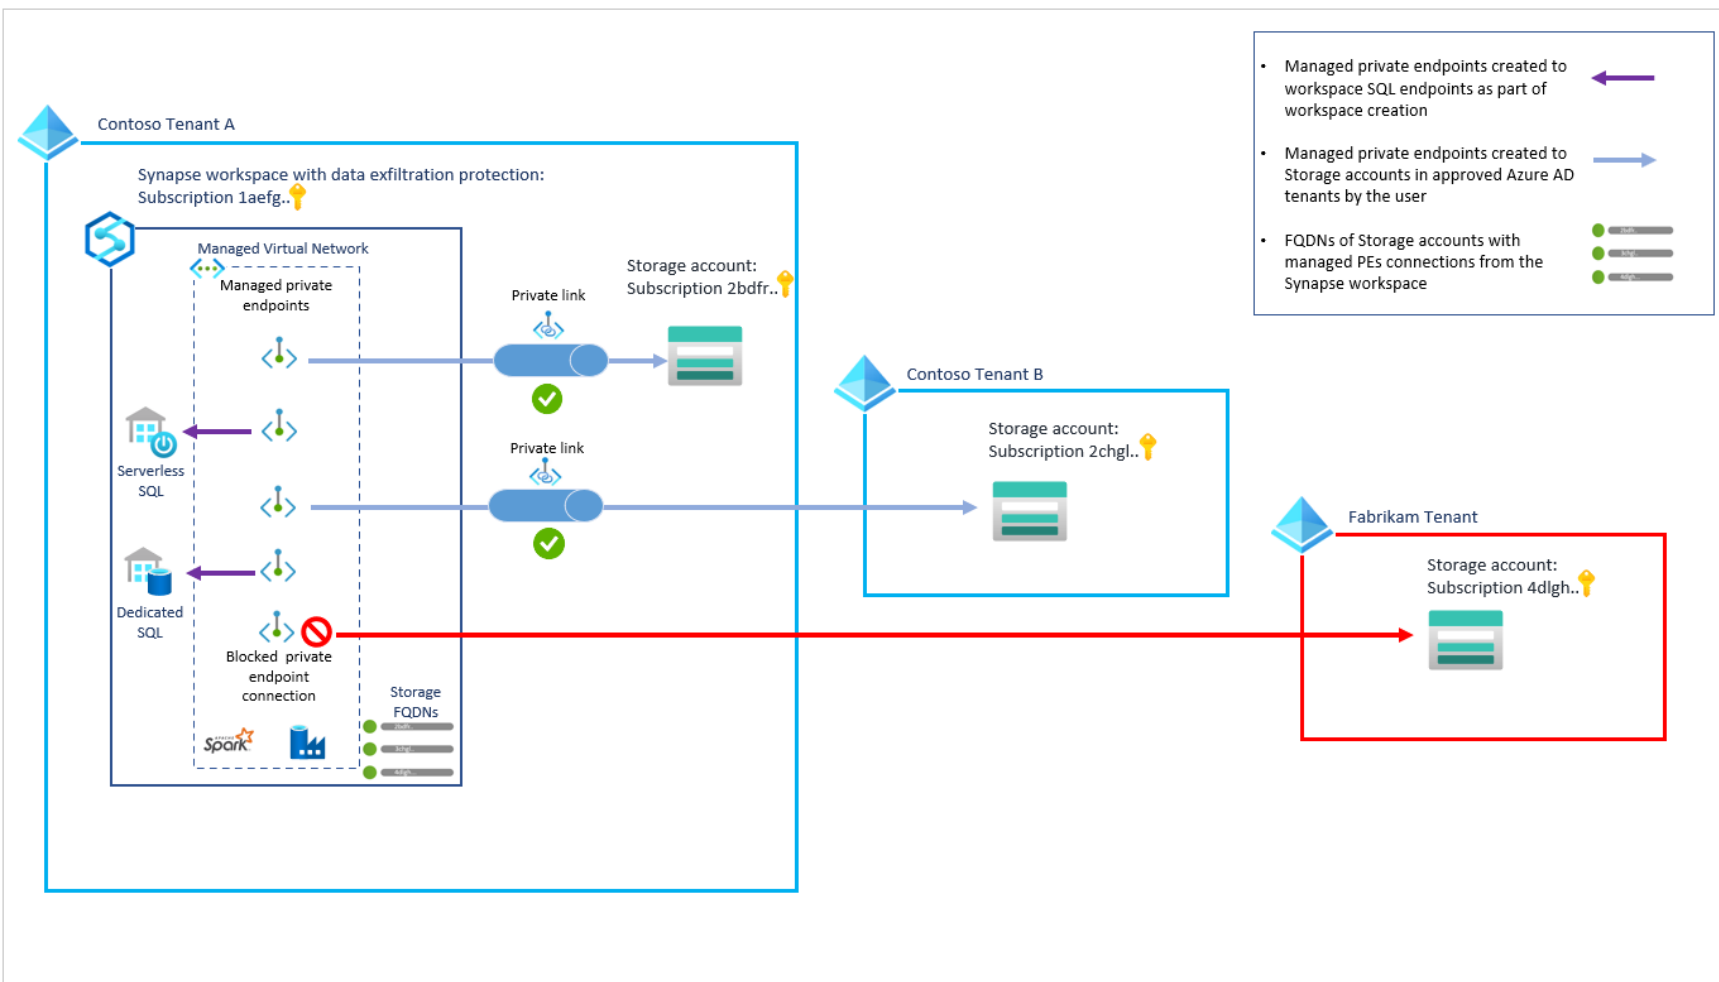 Contoso Tenant A
Synapse workspace with data exfiltration protection:
Subscription 1aefg..
Managed Virtual Network
Managed private
endpoints
Private link
Storage account:
Subscription 2bdfr..
Serverless
SQL
Private link
Dedicated
SQL
Blocked private
endpoint
connection
APACHE
Spark
Storage
FQDNs
2bdfr..
3chgl..
4dlgh...
Contoso Tenant B
Storage account:
Subscription 2chgl..
Fabrikam Tenant
Storage account:
Subscription 4dlgh..
• Managed private endpoints created to
workspace SQL endpoints as part of
workspace creation
• Managed private endpoints created to
Storage accounts in approved Azure AD
tenants by the user
• FQDNs of Storage accounts with
managed PEs connections from the
Synapse workspace